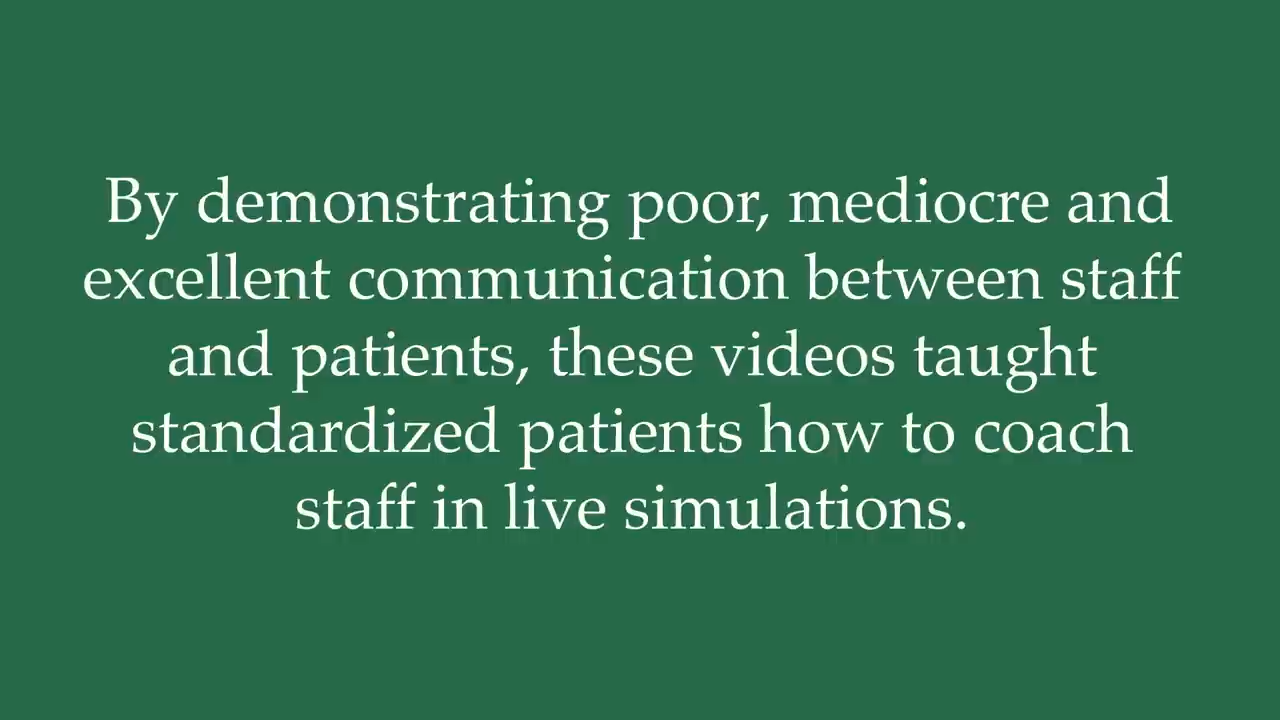 By demonstrating poor, mediocre and
excellent communication between staff
and patients, these videos taught
standardized patients how to coach
staff in live simulations.